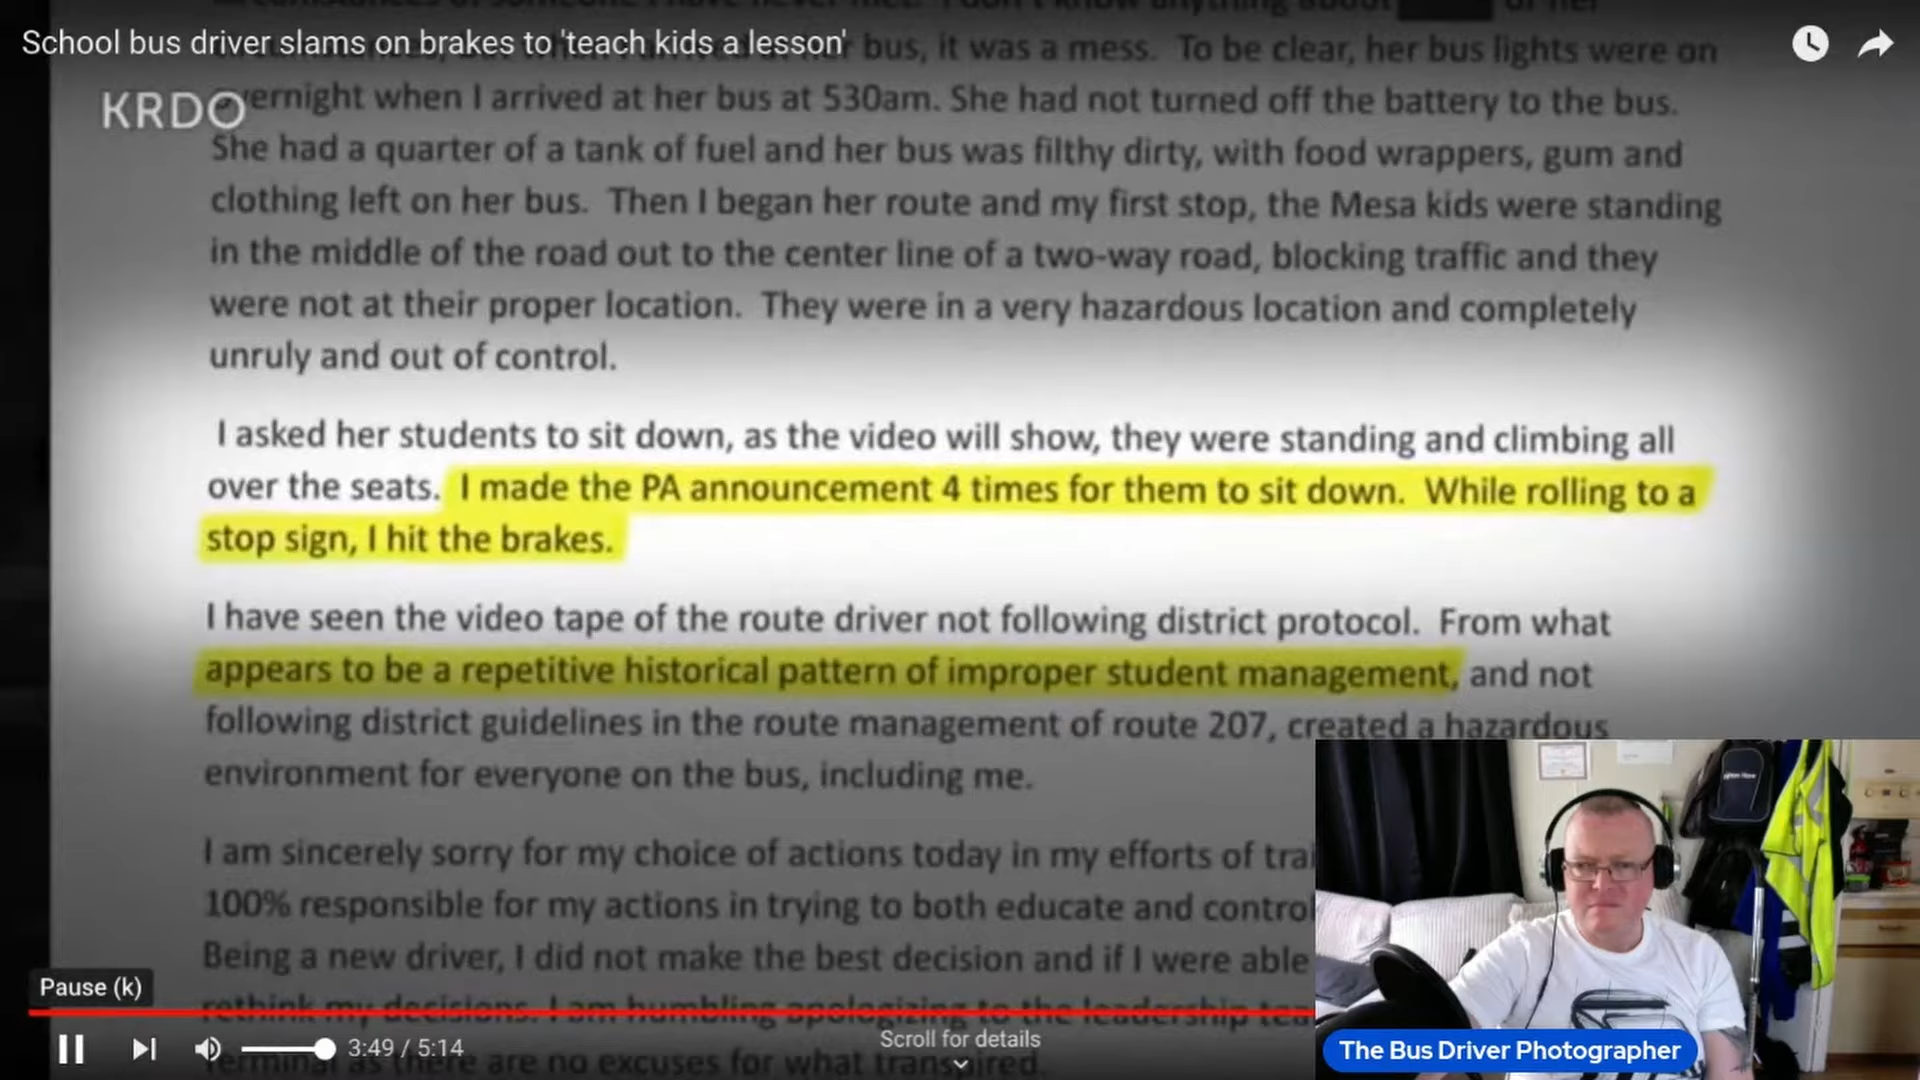 School bus driver slams on brakes to 'teach kids a lesson'
bus, it was a mess. To be clear, her bus lights were on
KRDO
overnight when I arrived at her bus at 530am. She had not turned off the battery to the bus.
She had a quarter of a tank of fuel and her bus was filthy dirty, with food wrappers, gum and
clothing left on her bus. Then I began her route and my first stop, the Mesa kids were standing
in the middle of the road out to the center line of a two-way road, blocking traffic and they
were not at their proper location. They were in a very hazardous location and completely
unruly and out of control.
I asked her students to sit down, as the video will show, they were standing and climbing all
over the seats. I made the PA announcement 4 times for them to sit down. While rolling to a
stop sign, I hit the brakes.
I have seen the video tape of the route driver not following district protocol. From what
appears to be a repetitive historical pattern of improper student management, and not
following district guidelines in the route management of route 207, created a hazardous
environment for everyone on the bus, including me.
I am sincerely sorry for my choice of actions today in my efforts of
100% responsible for my actions in trying to both educate and control
Being a new driver, I did not make the best decision and if I were able
rethink my decisions. I am humbling apologizing to the leadership
there are no excuses for what transpired.
Pause (k)
3:49 / 5:14
Scroll for details
The Bus Driver Photographer